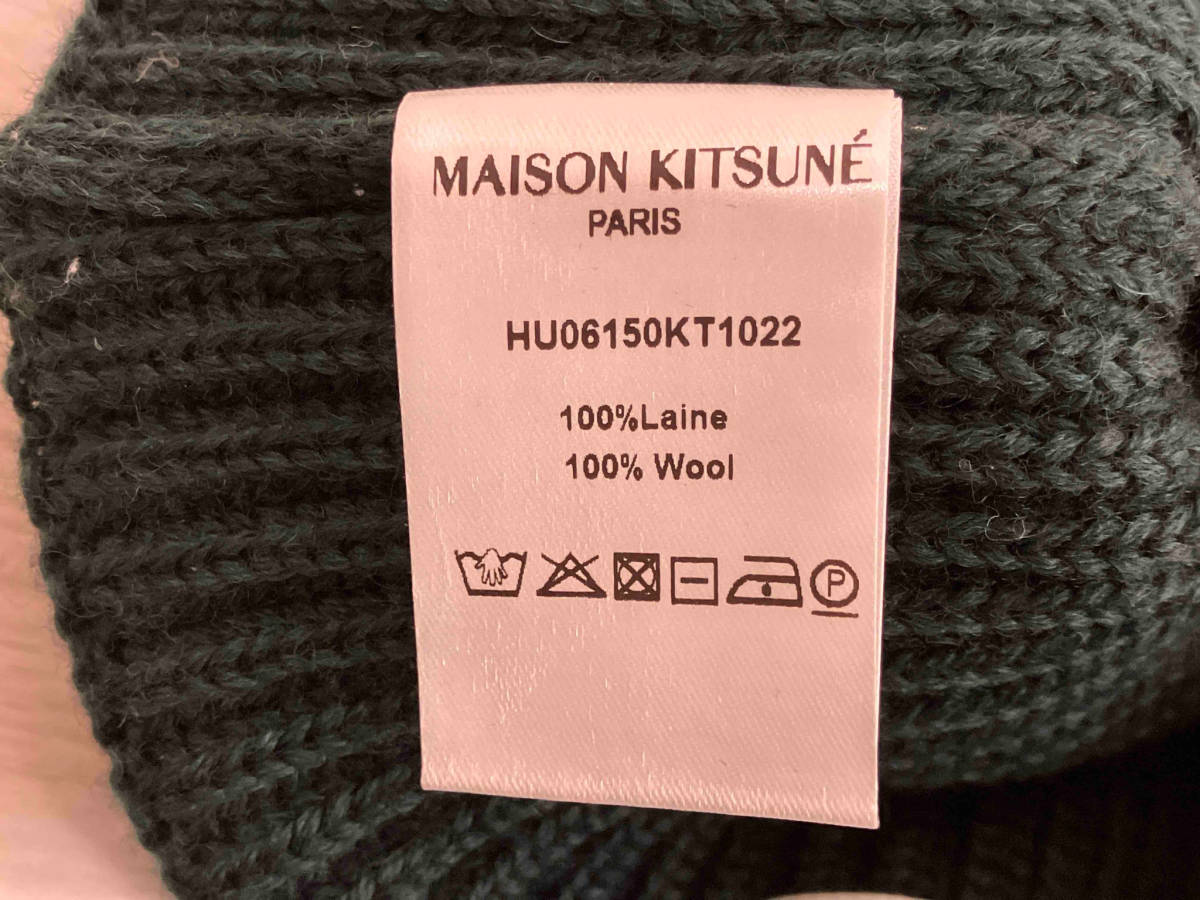 MAISON KITSUNÉ
PARIS
HU06150KT1022
100%Laine
100% Wool
P